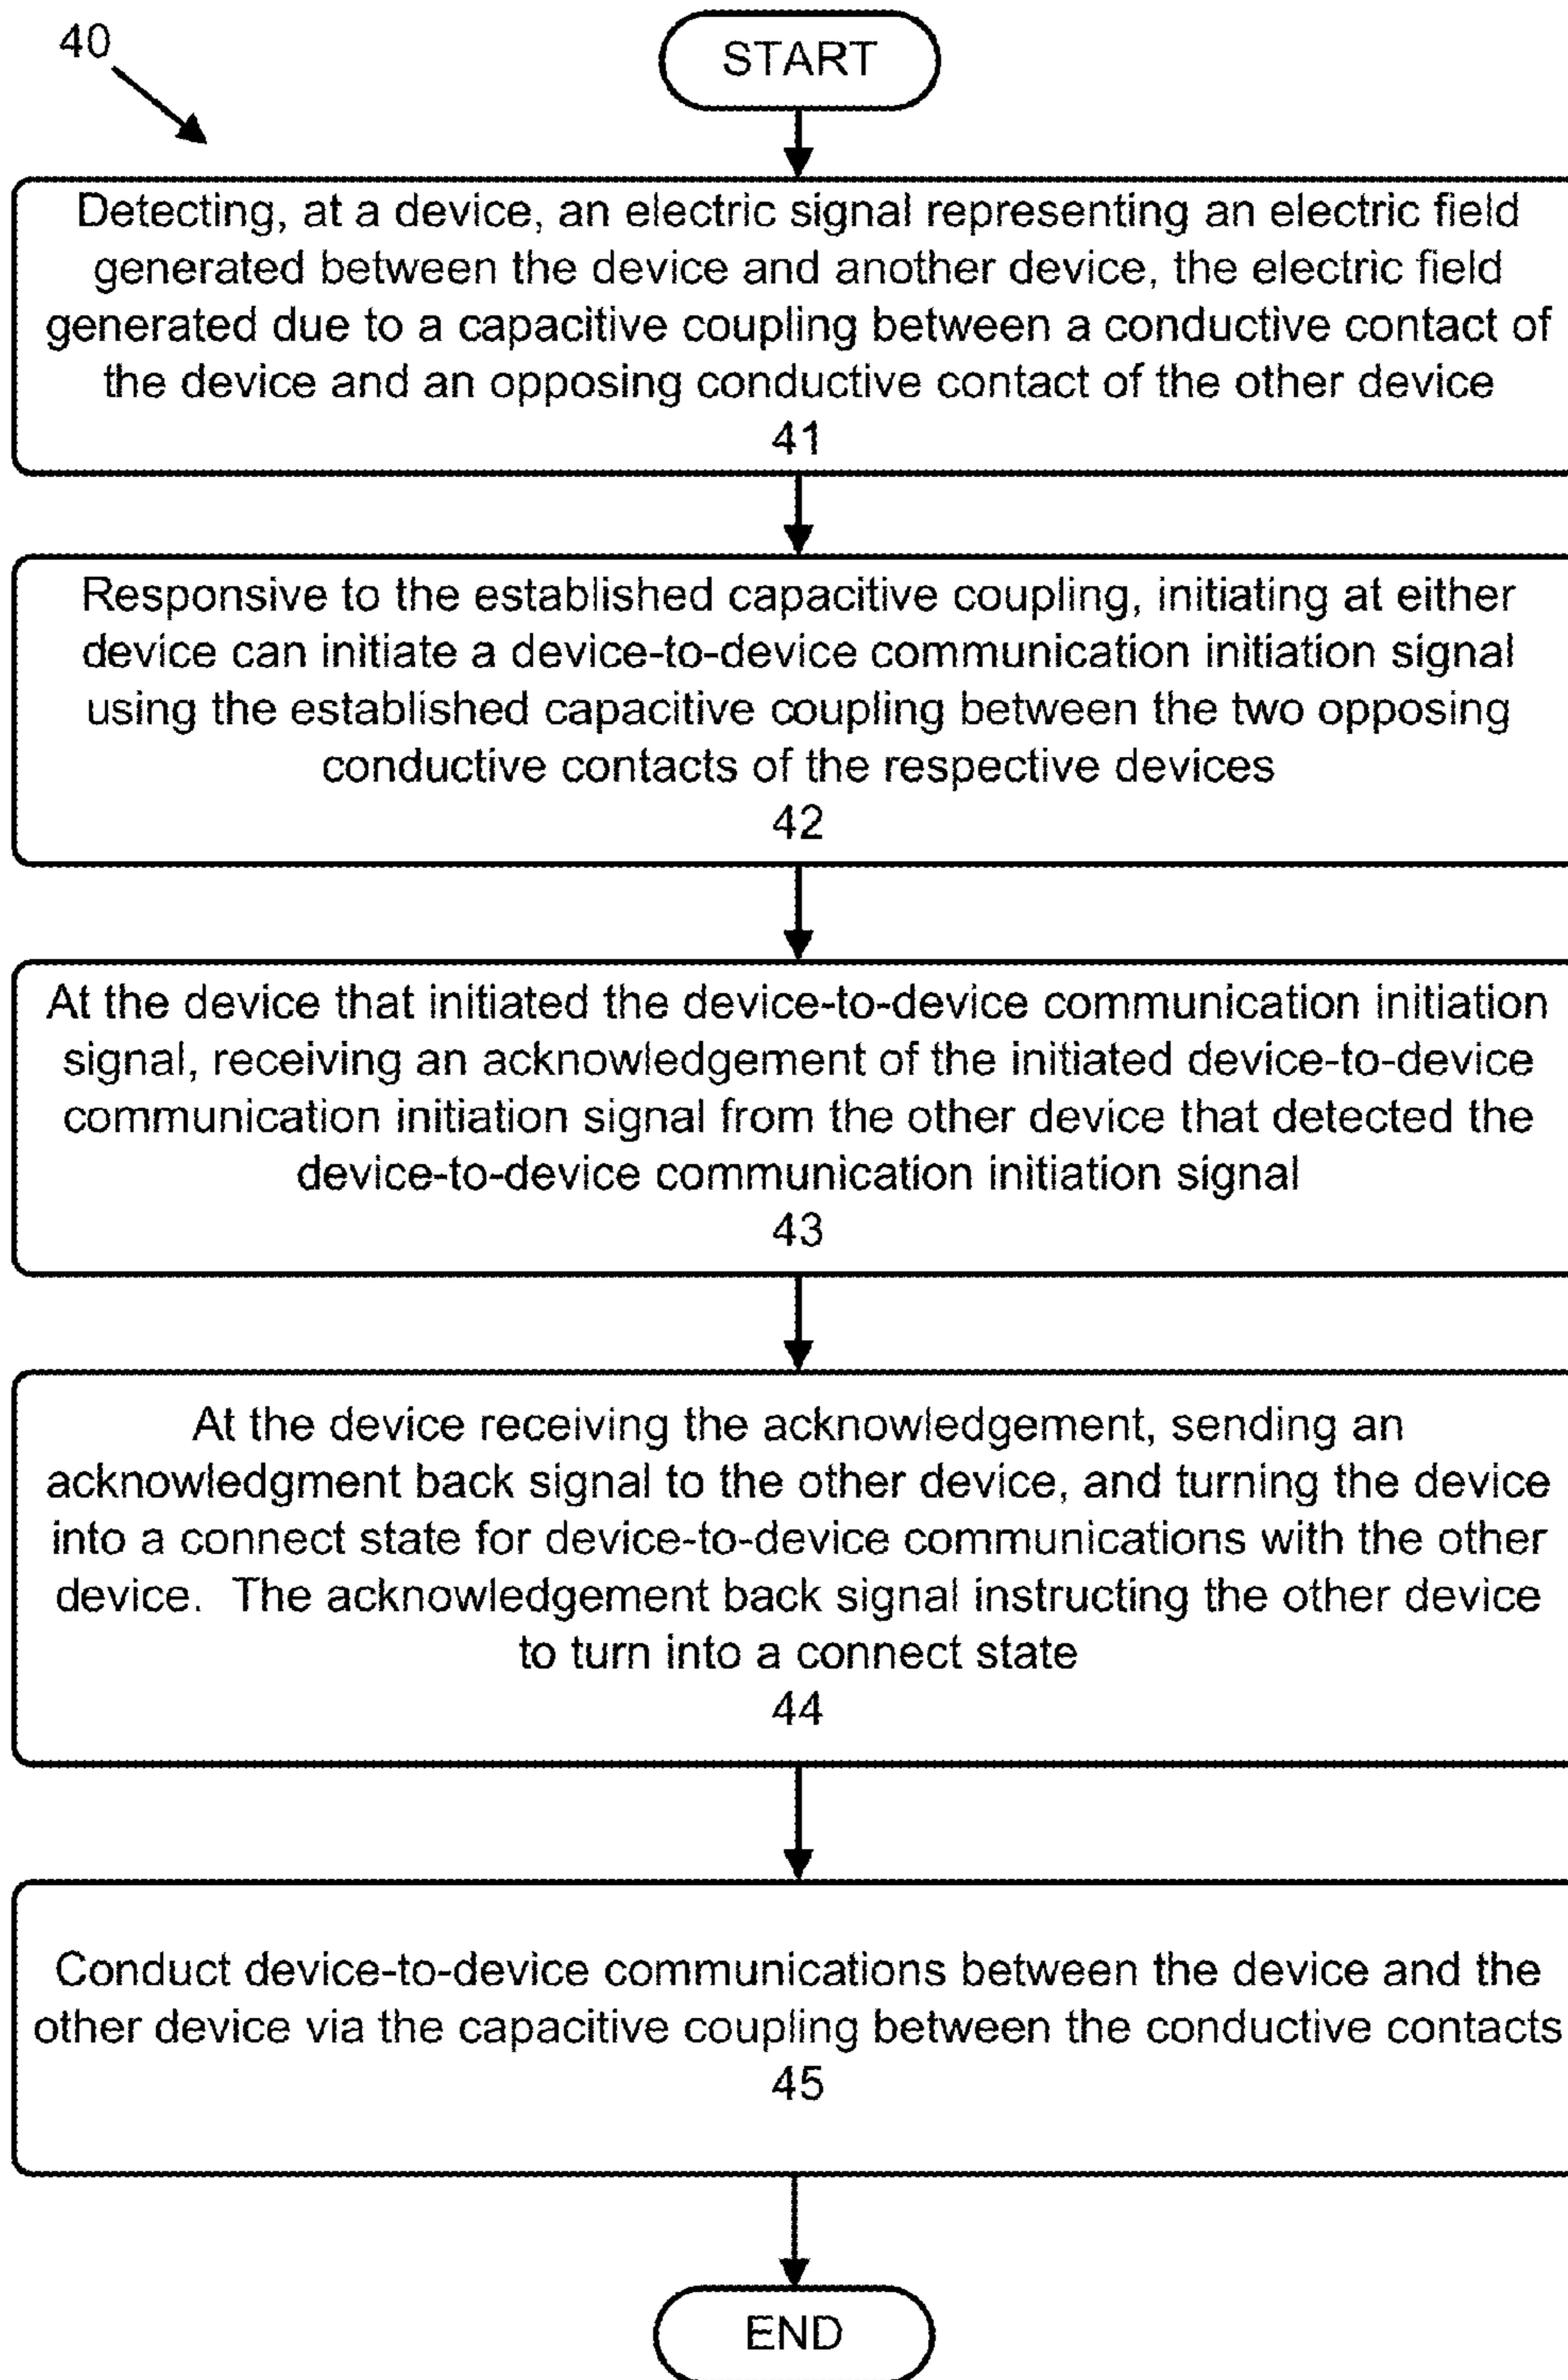 40
START
Detecting, at a device, an electric signal representing an electric field
generated between the device and another device, the electric field
generated due to a capacitive coupling between a conductive contact of
the device and an opposing conductive contact of the other device
41
Responsive to the established capacitive coupling, initiating at either
device can initiate a device-to-device communication initiation signal
using the established capacitive coupling between the two opposing
conductive contacts of the respective devices
42
At the device that initiated the device-to-device communication initiation
signal, receiving an acknowledgement of the initiated device-to-device
communication initiation signal from the other device that detected the
device-to-device communication initiation signal
43
At the device receiving the acknowledgement, sending an
acknowledgment back signal to the other device, and turning the device
into a connect state for device-to-device communications with the other
device. The acknowledgement back signal instructing the other device
to turn into a connect state
44
Conduct device-to-device communications between the device and the
other device via the capacitive coupling between the conductive contacts
45
END